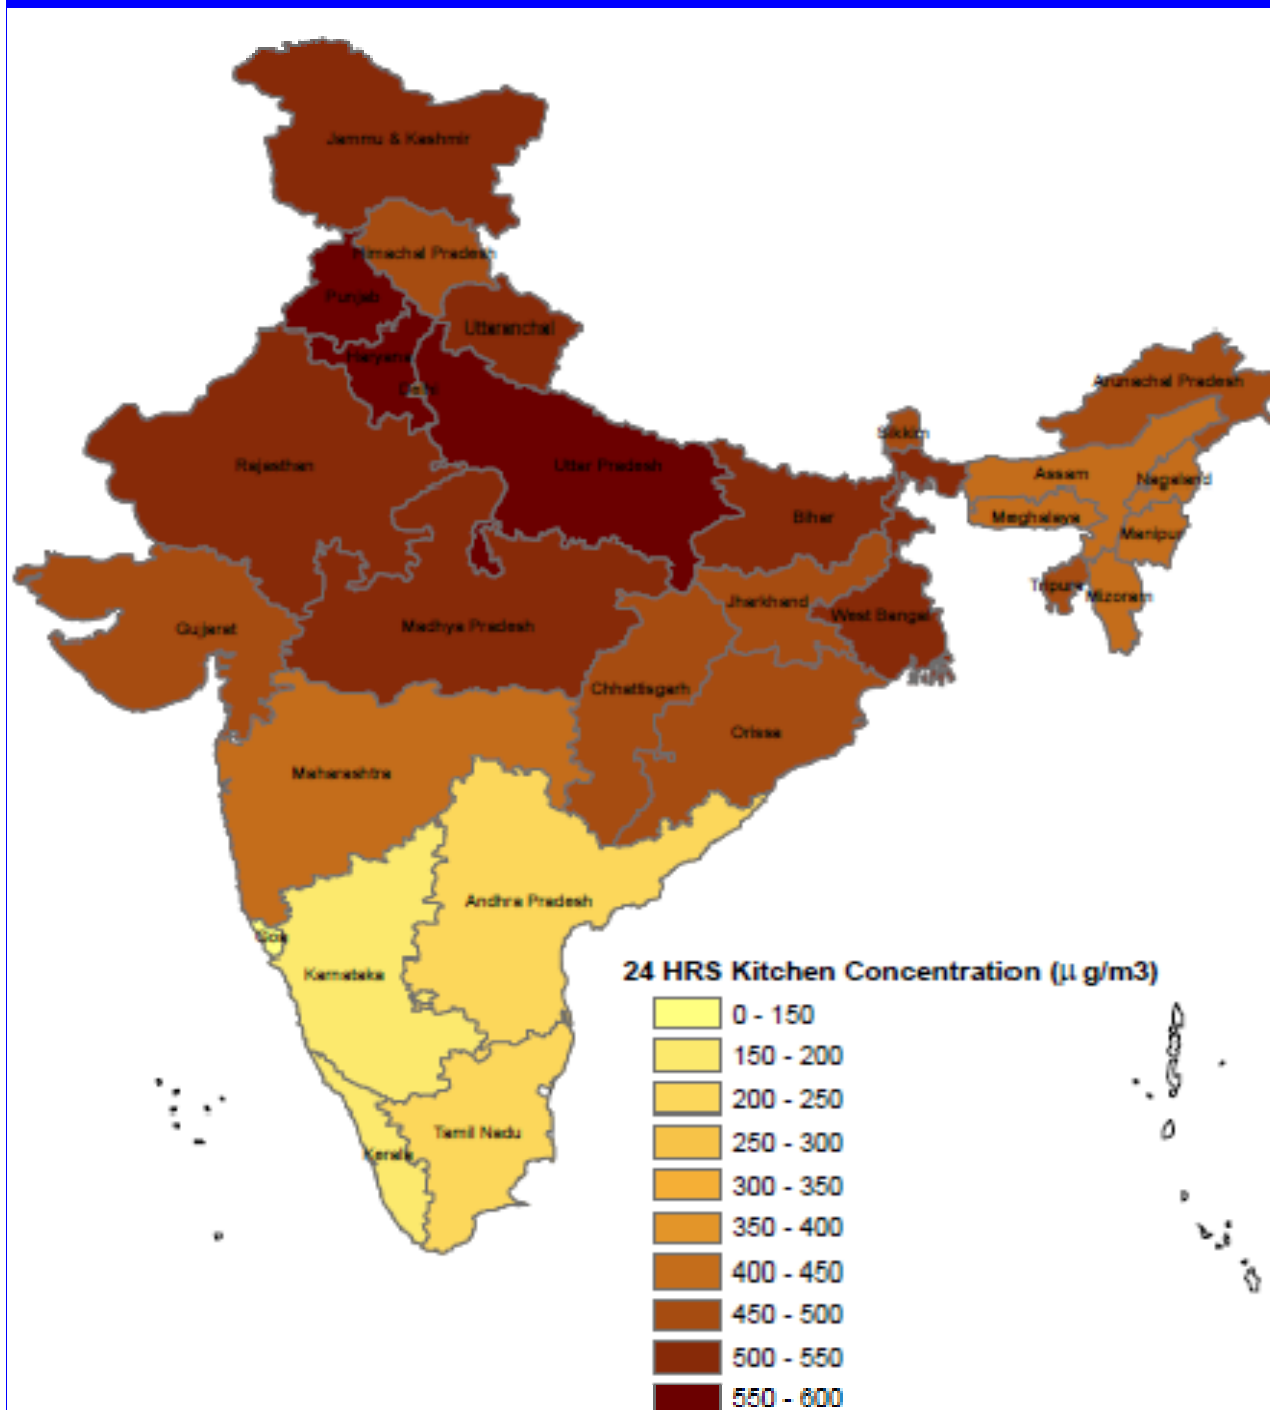 Jammu & Kashmir
Himachal Pradesh
Punjab
Uttaranchal
Haryana
Delhi
Arunachal Pradesh
Sikkim
Rajasthan
Uttar Pradesh
Assam
Nagaland
Bihar
Meghalaya
Manipur
Tripura
Mizoram
Jharkhand
West Bangal
Gujarat
Madhya Pradesh
Chhattisgarh
Orissa
Maharashtra
Andhra Pradesh
Goa
Karnataka
Tamil Nadu
Kerala
24 HRS Kitchen Concentration (µ g/m3)
0 - 150
150 - 200
200 - 250
250 - 300
300 - 350
350 - 400
400 - 450
450 - 500
500 - 550
550 - 600